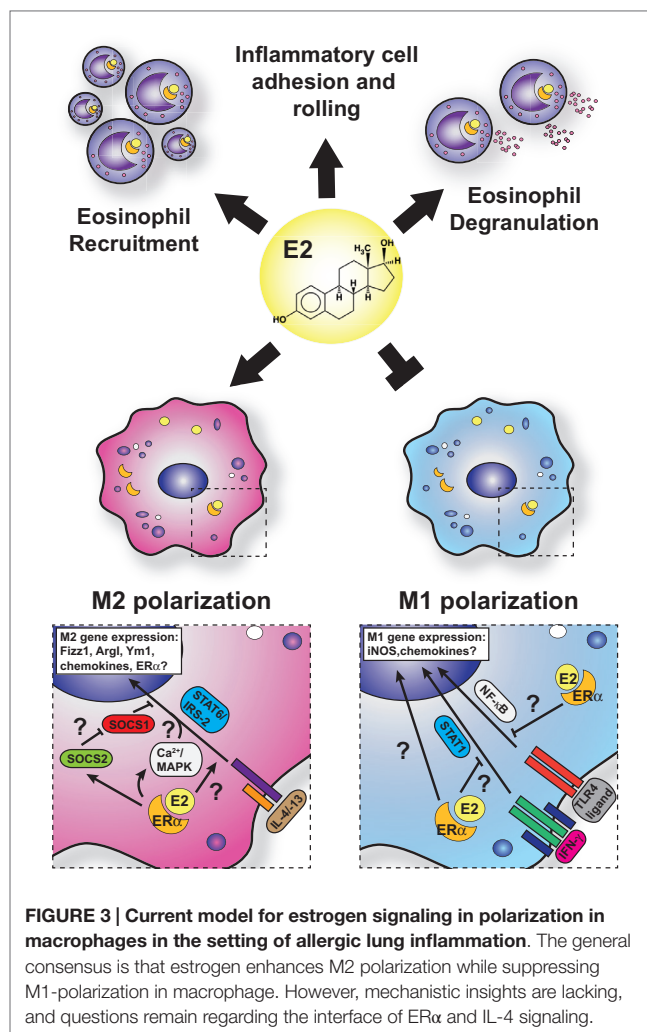 Inflammatory cell
adhesion and
rolling
Eosinophil
Recruitment
Eosinophil
Degranulation
E2
H₃C
OH
H
H
H
HO
M2 polarization
M1 polarization
M2 gene expression:
Fizz1, ArgI, Ym1,
chemokines, ERα?
?
SOCS1
SOCS2
?
Ca²⁺/
MAPK
STAT6/
IRS-2
?
E2
ERα
IL-4/-13
M1 gene expression:
iNOS,chemokines?
NF-κB
?
E2
ERα
STAT1
?
?
E2
ERα
TLR4
ligand
IFN-γ
FIGURE 3 | Current model for estrogen signaling in polarization in
macrophages in the setting of allergic lung inflammation. The general
consensus is that estrogen enhances M2 polarization while suppressing
M1-polarization in macrophage. However, mechanistic insights are lacking,
and questions remain regarding the interface of ERα and IL-4 signaling.